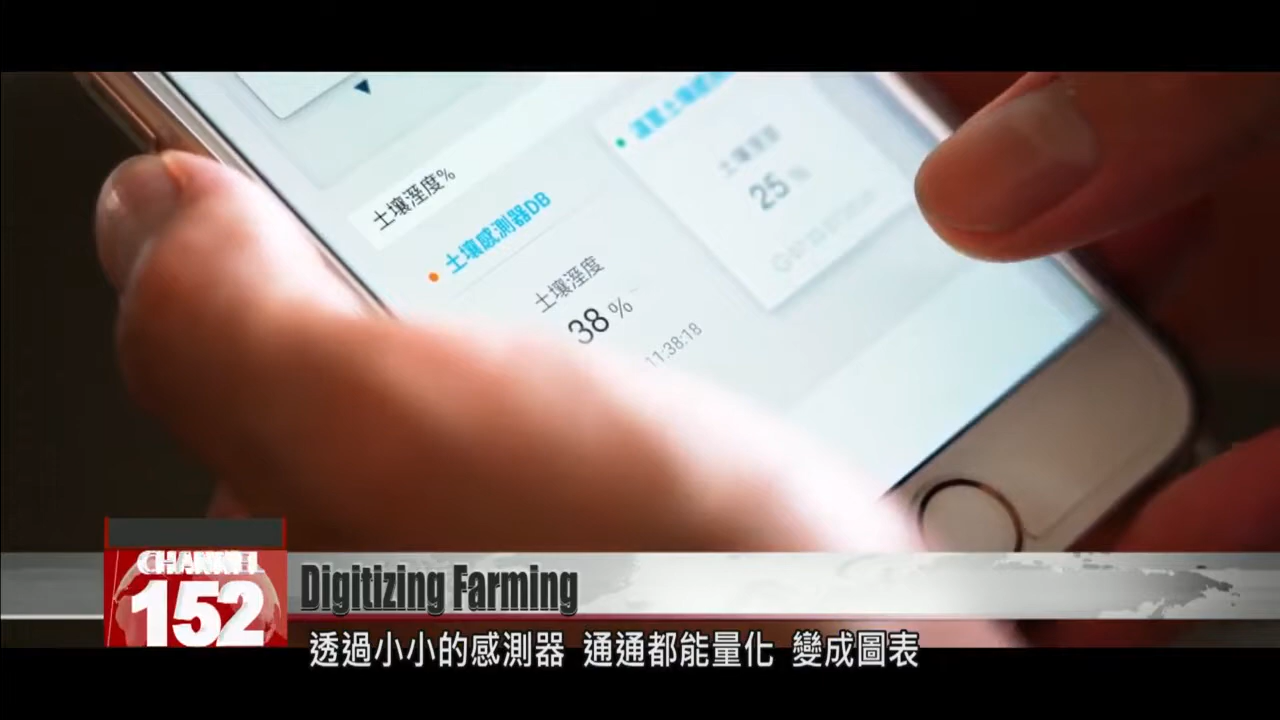 土壤溼度%
土壤感測器DB
土壤溼度
38 %
11:38:18
土壤溼度
25 %
CHANNEL
152
Digitizing Farming
透過小小的感測器 通通都能量化 變成圖表